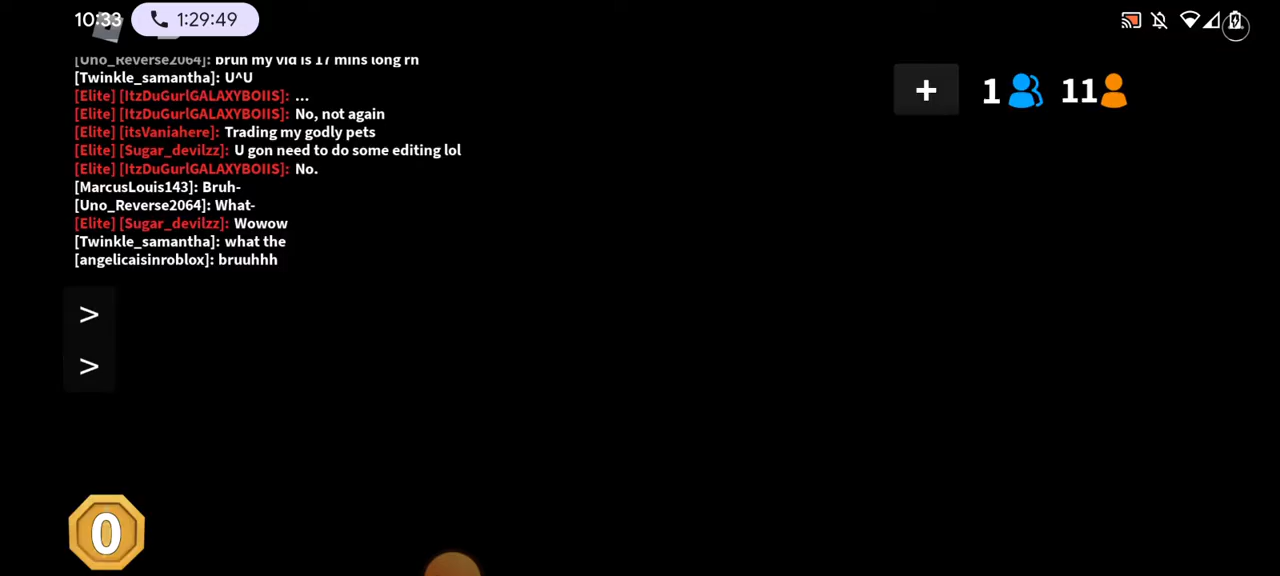 10:33 1:29:49
[Uno_Reverse2064]: bruh my vid is 17 mins long rn
[Twinkle_samantha]: U^U
[Elite] [ItzDuGurlGALAXYBOIIS]: ...
[Elite] [ItzDuGurlGALAXYBOIIS]: No, not again
[Elite] [itsVaniahere]: Trading my godly pets
[Elite] [Sugar_devilzz]: U gon need to do some editing lol
[Elite] [ItzDuGurlGALAXYBOIIS]: No.
[MarcusLouis143]: Bruh-
[Uno_Reverse2064]: What-
[Elite] [Sugar_devilzz]: Wowow
[Twinkle_samantha]: what the
[angelicaisinroblox]: bruuhhh
+ 1 11
>
>
0